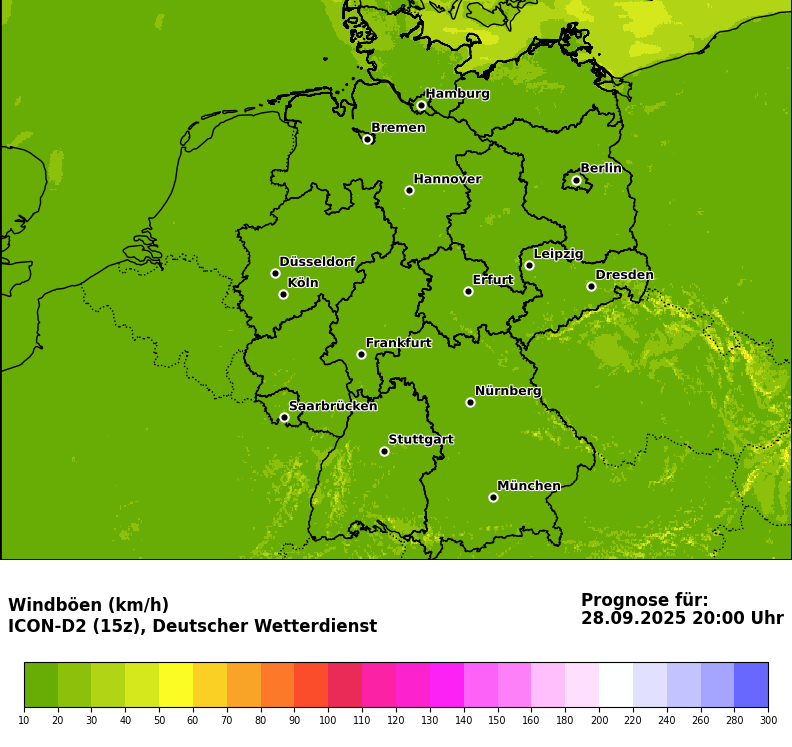 Hamburg
Bremen
Berlin
Hannover
Leipzig
Düsseldorf
Dresden
Köln
Erfurt
Frankfurt
Nürnberg
Saarbrücken
Stuttgart
München
Windböen (km/h)
ICON-D2 (15z), Deutscher Wetterdienst
Prognose für:
28.09.2025 20:00 Uhr
10 20 30 40 50 60 70 80 90 100 110 120 130 140 150 160 180 200 220 240 260 280 300